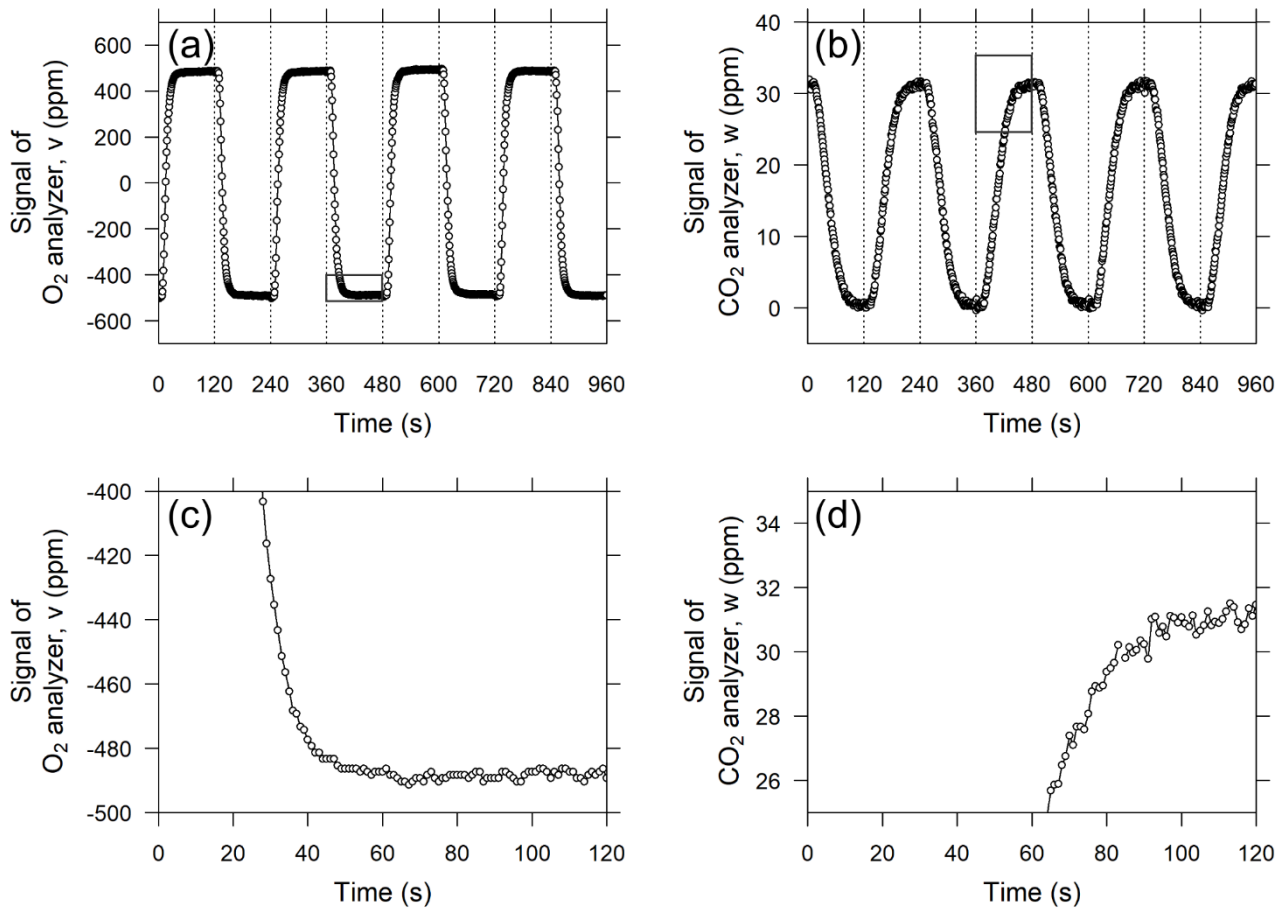 (a)
Signal of
O₂ analyzer, v (ppm)
600
400
200
0
-200
-400
-600
0 120 240 360 480 600 720 840 960
Time (s)
(b)
Signal of
CO₂ analyzer, w (ppm)
40
30
20
10
0
0 120 240 360 480 600 720 840 960
Time (s)
(c)
Signal of
O₂ analyzer, v (ppm)
-400
-420
-440
-460
-480
-500
0 20 40 60 80 100 120
Time (s)
(d)
Signal of
CO₂ analyzer, w (ppm)
34
32
30
28
26
0 20 40 60 80 100 120
Time (s)